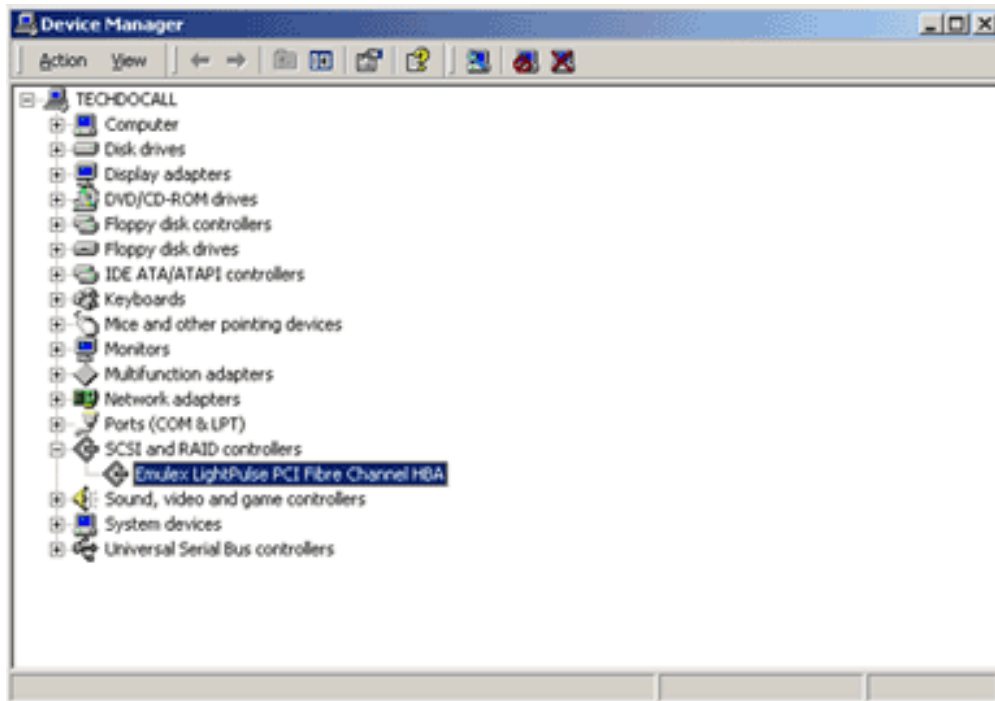 Device Manager
Action View
TECHDOCALL
Computer
Disk drives
Display adapters
DVD/CD-ROM drives
Floppy disk controllers
Floppy disk drives
IDE ATA/ATAPI controllers
Keyboards
Mice and other pointing devices
Monitors
Multifunction adapters
Network adapters
Ports (COM & LPT)
SCSI and RAID controllers
Emulex LightPulse PCI Fibre Channel HBA
Sound, video and game controllers
System devices
Universal Serial Bus controllers